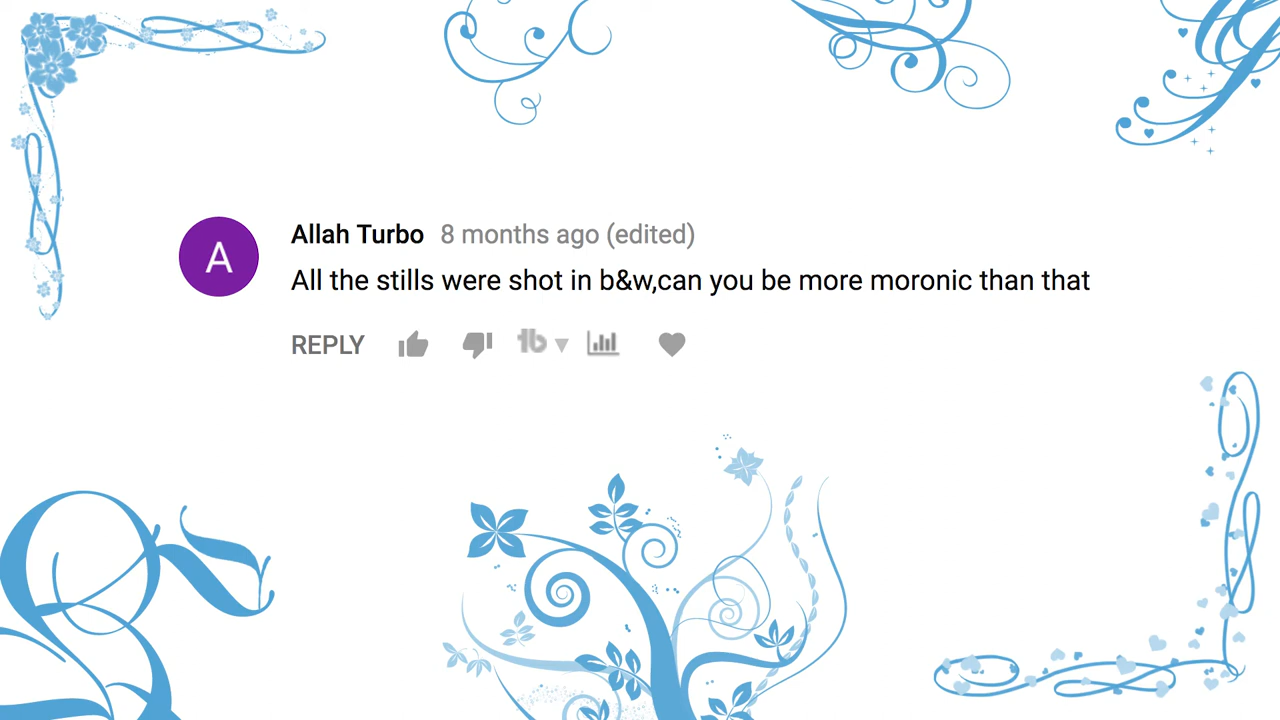 Allah Turbo 8 months ago (edited)
All the stills were shot in b&w,can you be more moronic than that
REPLY